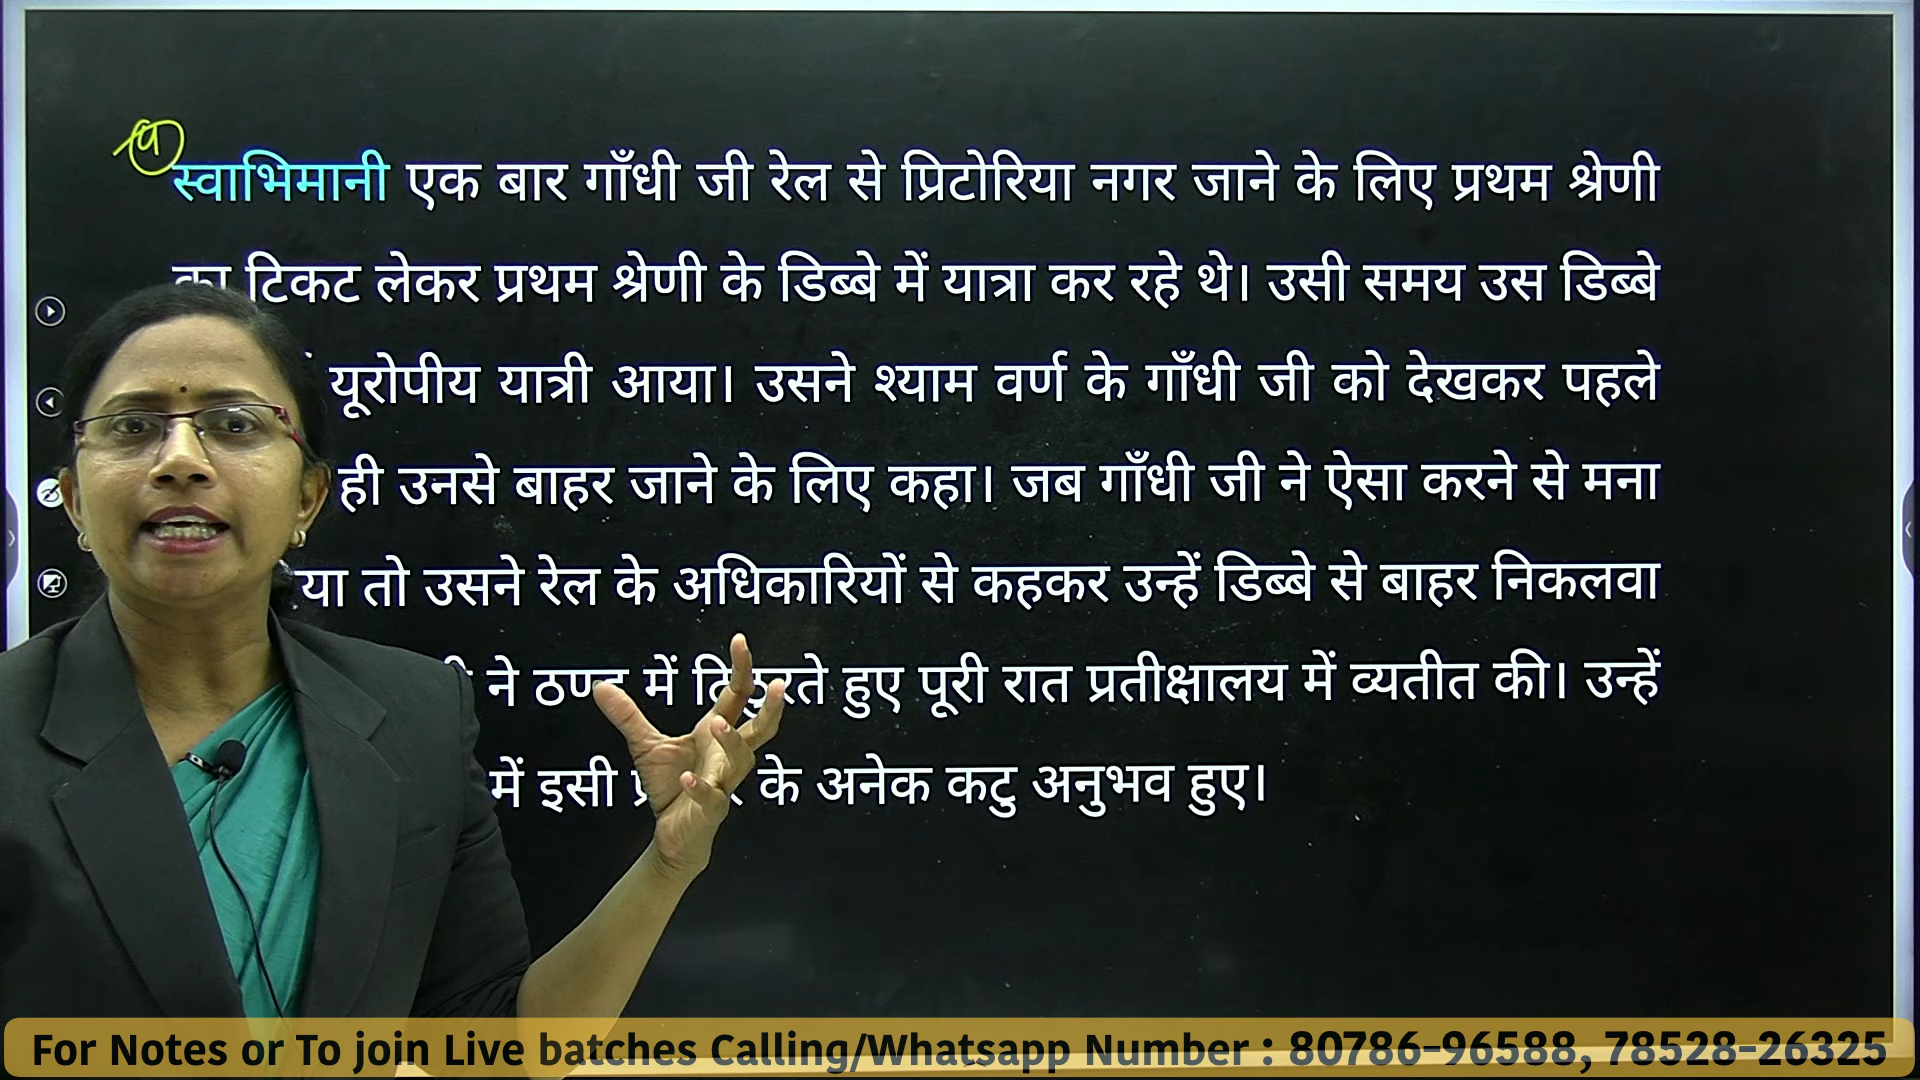 स्वाभिमानी एक बार गाँधी जी रेल से प्रिटोरिया नगर जाने के लिए प्रथम श्रेणी
का टिकट लेकर प्रथम श्रेणी के डिब्बे में यात्रा कर रहे थे। उसी समय उस डिब्बे
यूरोपीय यात्री आया। उसने श्याम वर्ण के गाँधी जी को देखकर पहले
ही उनसे बाहर जाने के लिए कहा। जब गाँधी जी ने ऐसा करने से मना
तो उसने रेल के अधिकारियों से कहकर उन्हें डिब्बे से बाहर निकलवा
ने ठण्ड में ठिठुरते हुए पूरी रात प्रतीक्षालय में व्यतीत की। उन्हें
में इसी के अनेक कटु अनुभव हुए।
For Notes or To join Live batches Calling/Whatsapp Number : 80786-96588, 78528-26325